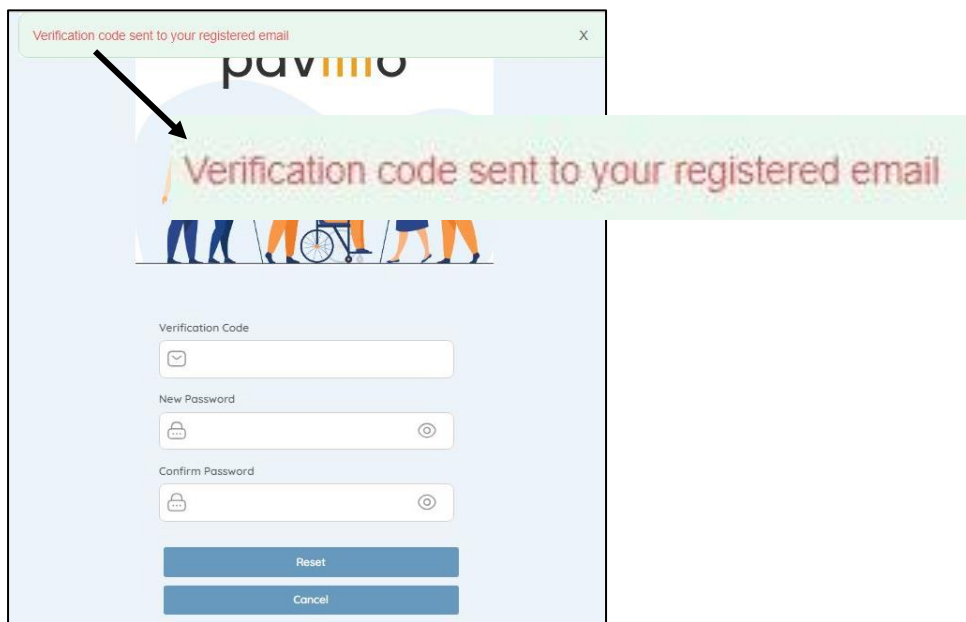 Verification code sent to your registered email X
pavillio
Verification code sent to your registered email
Verification Code
New Password
Confirm Password
Reset
Cancel